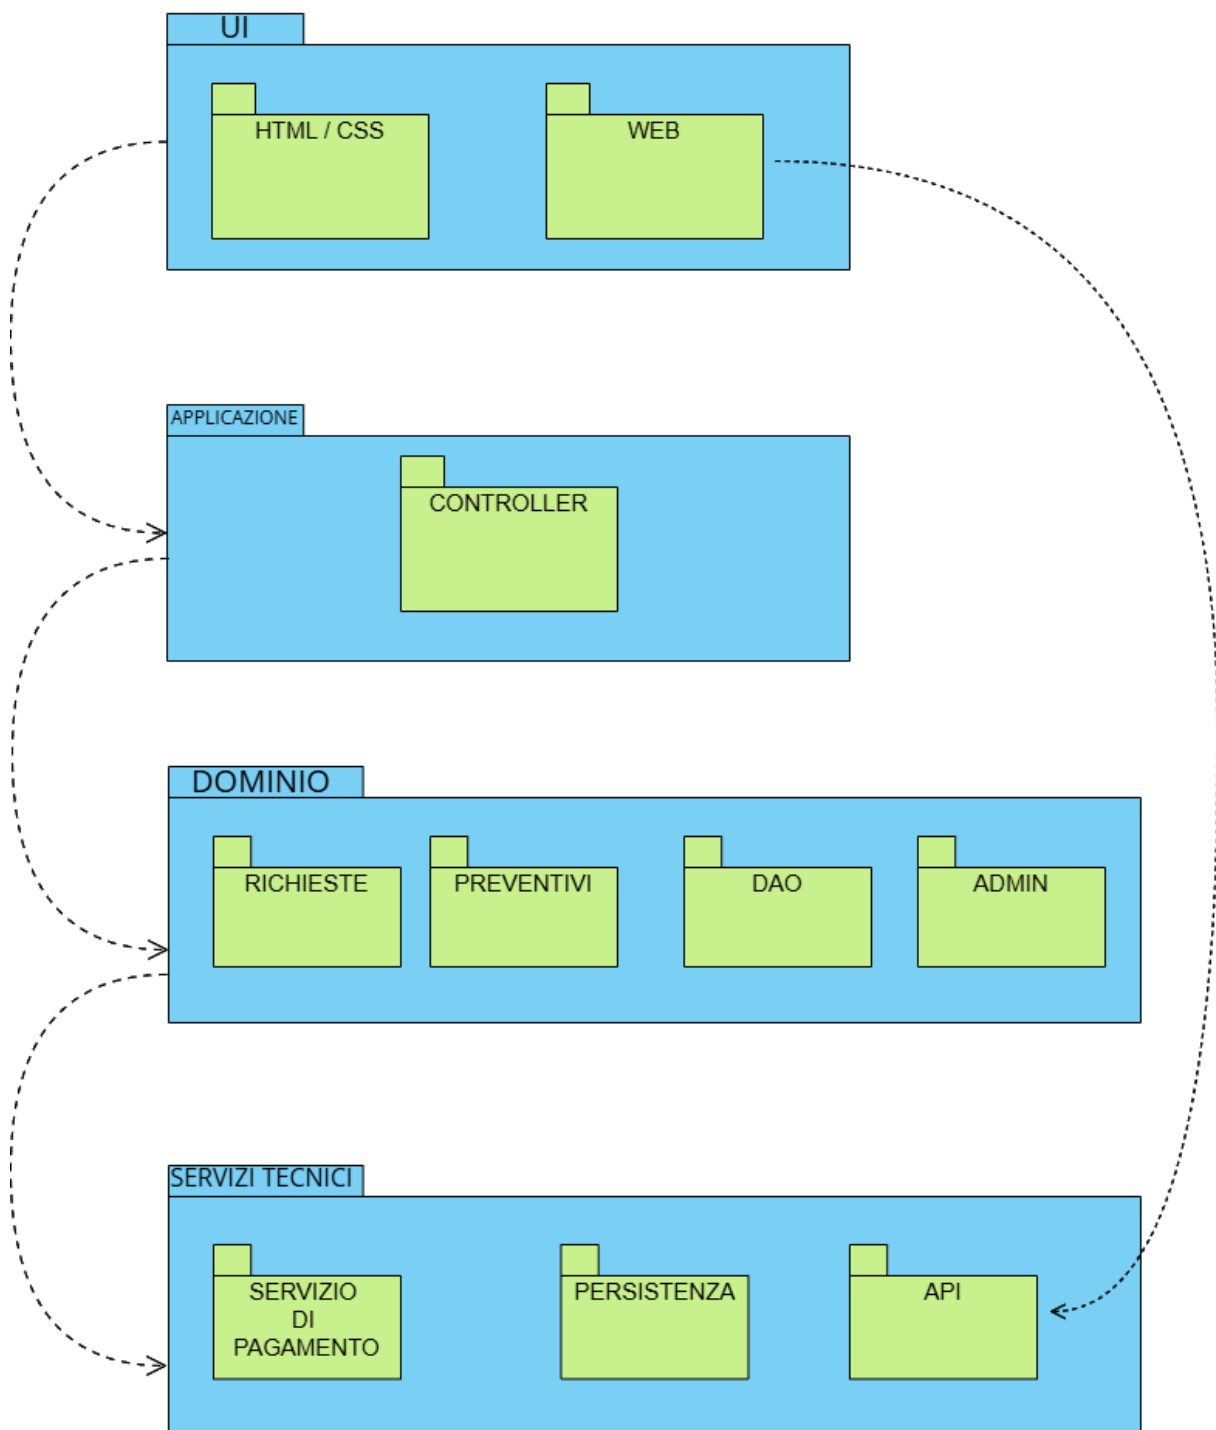 UI
HTML / CSS
WEB
APPLICAZIONE
CONTROLLER
DOMINIO
RICHIESTE
PREVENTIVI
DAO
ADMIN
SERVIZI TECNICI
SERVIZIO
DI
PAGAMENTO
PERSISTENZA
API